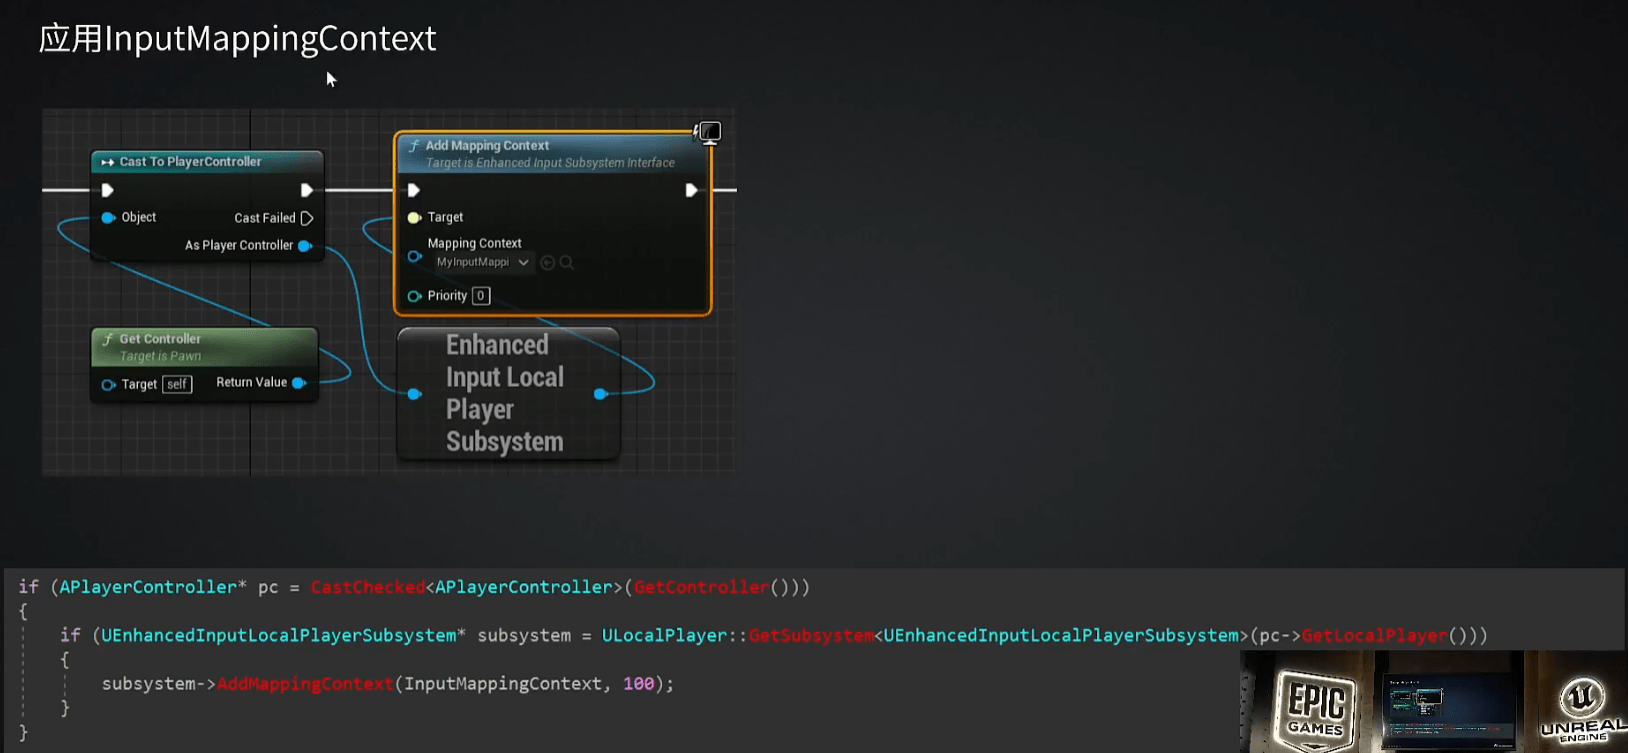 应用InputMappingContext
Cast To PlayerController
Object
Cast Failed
As Player Controller
f Add Mapping Context
Target is Enhanced Input Subsystem Interface
Target
Mapping Context
MyInputMappi
Priority 0
f Get Controller
Target is Pawn
Target self
Return Value
Enhanced
Input Local
Player
Subsystem
if (APlayerController* pc = CastChecked<APlayerController>(GetController()))
{
if (UEnhancedInputLocalPlayerSubsystem* subsystem = ULocalPlayer::GetSubsystem<UEnhancedInputLocalPlayerSubsystem>(pc->GetLocalPlayer()))
{
subsystem->AddMappingContext(InputMappingContext, 100);
}
}
EPIC
GAMES
UNREAL
ENGINE